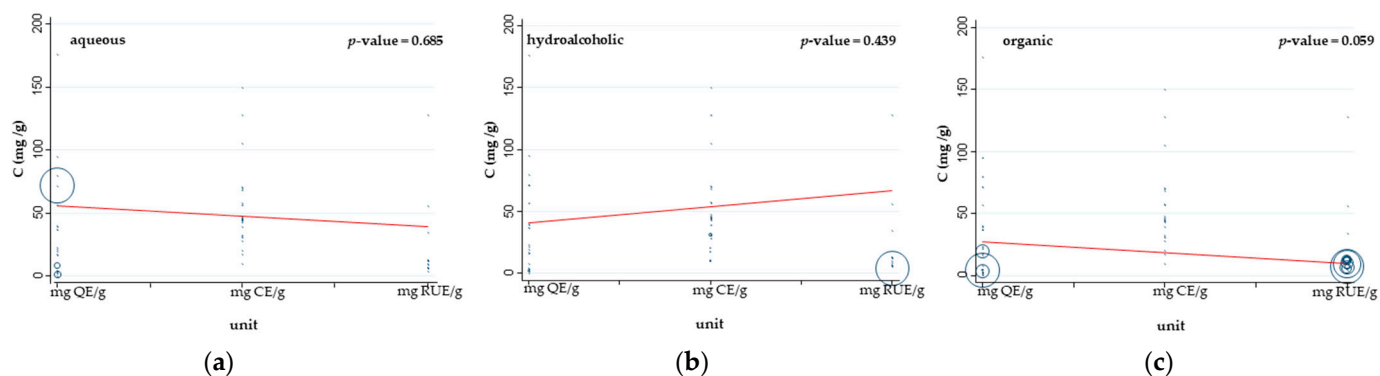 aqueous
p-value = 0.685
200
150
100
50
0
C (mg /g)
mg QE/g
mg CE/g
mg RUE/g
unit
(a)
hydroalcoholic
p-value = 0.439
200
150
100
50
0
C (mg /g)
mg QE/g
mg CE/g
mg RUE/g
unit
(b)
organic
p-value = 0.059
200
150
100
50
0
C (mg /g)
mg QE/g
mg CE/g
mg RUE/g
unit
(c)